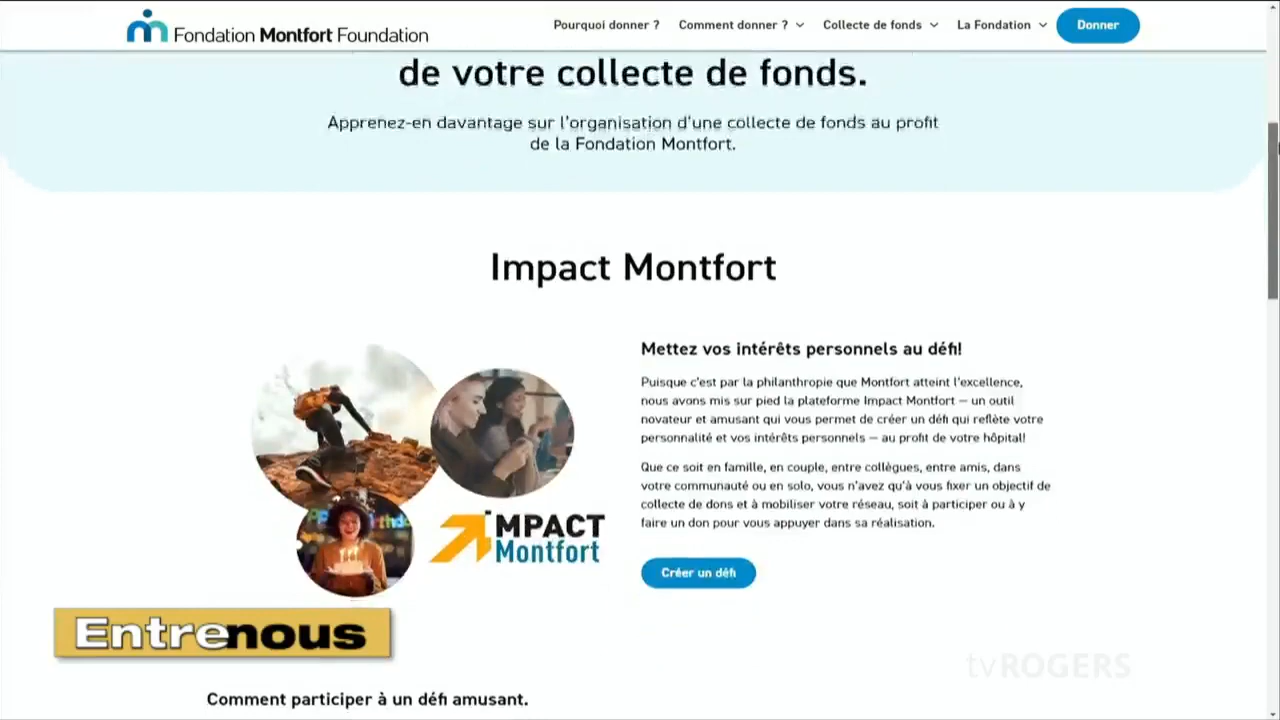 Fondation Montfort Foundation
Pourquoi donner ?
Comment donner ?
Collecte de fonds
La Fondation
Donner
de votre collecte de fonds.
Apprenez-en davantage sur l'organisation d'une collecte de fonds au profit
de la Fondation Montfort.
Impact Montfort
Mettez vos intérêts personnels au défi!
Puisque c'est par la philanthropie que Montfort atteint l'excellence,
nous avons mis sur pied la plateforme Impact Montfort – un outil
novateur et amusant qui vous permet de créer un défi qui reflète votre
personnalité et vos intérêts personnels – au profit de votre hôpital!
Que ce soit en famille, en couple, entre collègues, entre amis, dans
votre communauté ou en solo, vous n'avez qu'à vous fixer un objectif de
collecte de dons et à mobiliser votre réseau, soit à participer ou à y
faire un don pour vous appuyer dans sa réalisation.
iMPACT
Montfort
Créer un défi
Entrenous
tvROGERS
Comment participer à un défi amusant.